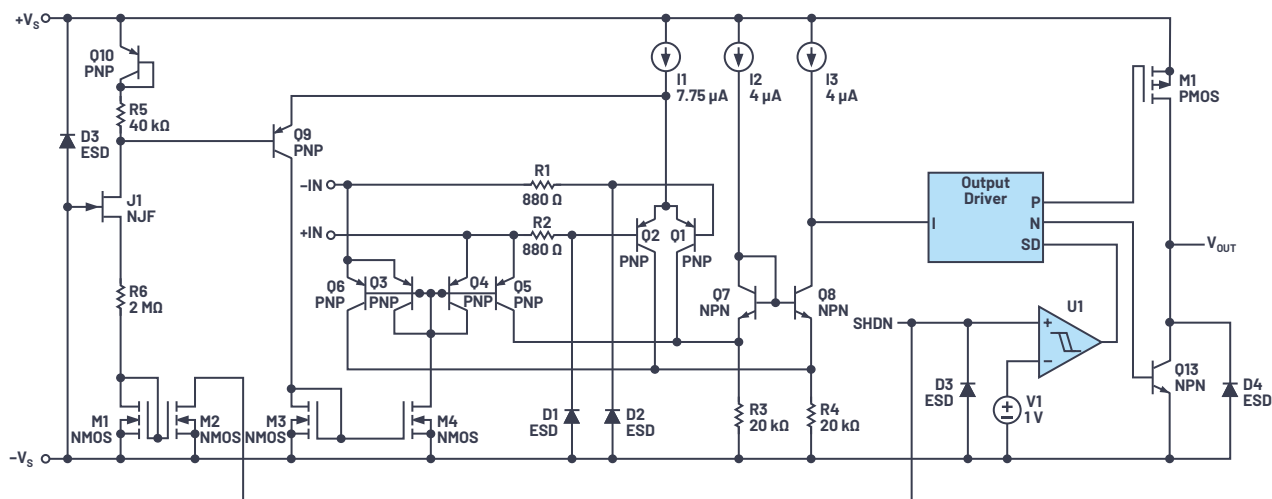 +VS
Q10
PNP
R5
40 kΩ
D3
ESD
J1
NJF
R6
2 MΩ
M1
NMOS
M2
NMOS
–VS
Q9
PNP
–IN
+IN
R1
880 Ω
R2
880 Ω
I1
7.75 µA
I2
4 µA
I3
4 µA
Q2
PNP
Q1
PNP
Q6
PNP
Q3
PNP
Q4
PNP
Q5
PNP
M3
NMOS
M4
NMOS
D1
ESD
D2
ESD
Q7
NPN
Q8
NPN
R3
20 kΩ
R4
20 kΩ
Output
Driver
I
P
N
SD
M1
PMOS
VOUT
SHDN
U1
+
–
D3
ESD
V1
1 V
+
–
Q13
NPN
D4
ESD